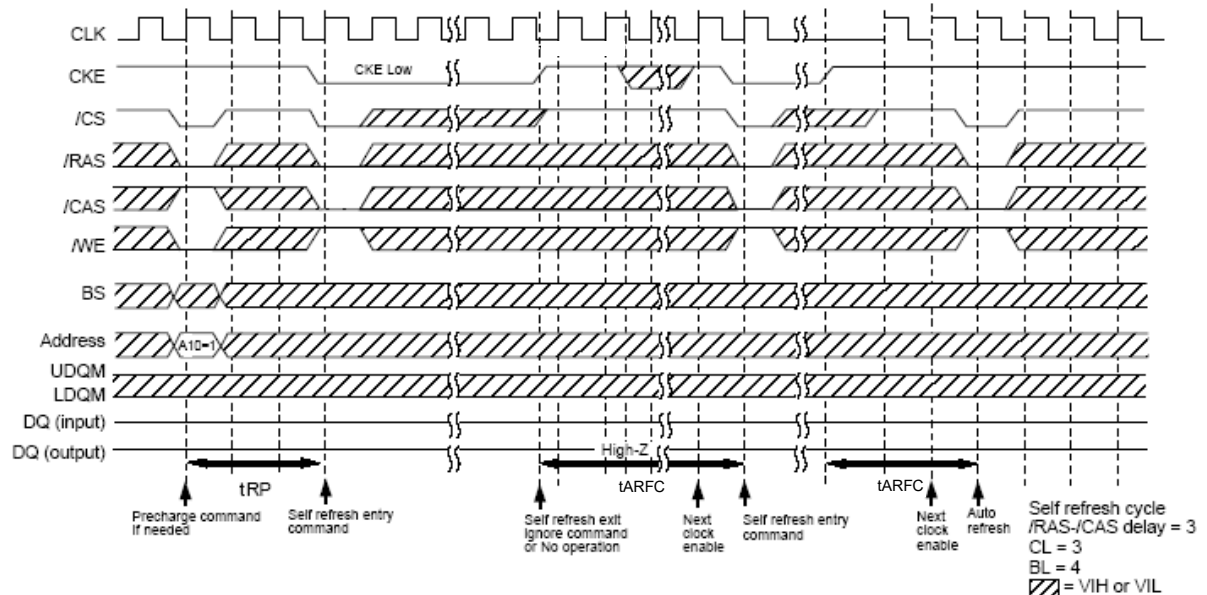 CLK
CKE
CKE Low
/CS
/RAS
/CAS
/WE
BS
Address
A10=1
UDQM
LDQM
DQ (input)
DQ (output)
High-Z
tRP
tARFC
tARFC
Precharge command
If needed
Self refresh entry
command
Self refresh exit
Ignore command
or No operation
Next
clock
enable
Self refresh entry
command
Next
clock
enable
Auto
refresh
Self refresh cycle
/RAS-/CAS delay = 3
CL = 3
BL = 4
= VIH or VIL